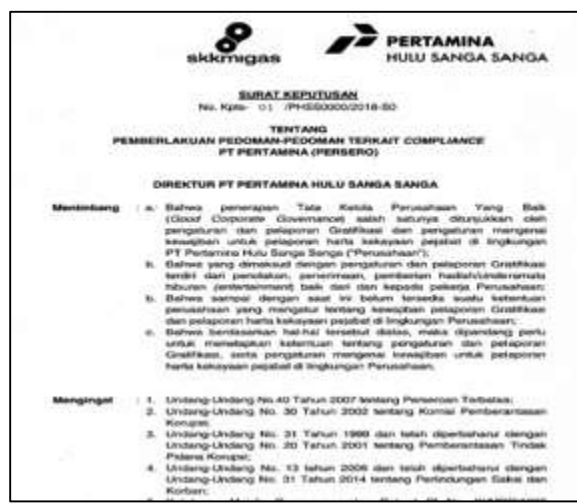 skkmigas
PERTAMINA
HULU SANGA SANGA
SURAT KEPUTUSAN
No. Kpts- 01 /PHSS0000/2018-S0
TENTANG
PEMBERLAKUAN PEDOMAN-PEDOMAN TERKAIT COMPLIANCE
PT PERTAMINA (PERSERO)
DIREKTUR PT PERTAMINA HULU SANGA SANGA
Menimbang : a. Bahwa penerapan Tata Kelola Perusahaan Yang Baik
(Good Corporate Governance) salah satunya ditunjukkan oleh
pengaturan dan pelaporan Gratifikasi dan pengaturan mengenai
kewajiban untuk pelaporan harta kekayaan pejabat di lingkungan
PT Pertamina Hulu Sanga Sanga ("Perusahaan");
b. Bahwa yang dimaksud dengan pengaturan dan pelaporan Gratifikasi
terdiri dari penolakan, penerimaan, pemberian hadiah/cinderamata
hiburan (entertainment) baik dari dan kepada pekerja Perusahaan;
b. Bahwa sampai dengan saat ini belum tersedia suatu ketentuan
perusahaan yang mengatur tentang kewajiban pelaporan Gratifikasi
dan pelaporan harta kekayaan pejabat di lingkungan Perusahaan;
c. Bahwa berdasarkan hal-hal tersebut diatas, maka dipandang perlu
untuk menetapkan ketentuan tentang pengaturan dan pelaporan
Gratifikasi, serta pengaturan mengenai kewajiban untuk pelaporan
harta kekayaan pejabat di lingkungan Perusahaan;
Mengingat : 1. Undang-Undang No.40 Tahun 2007 tentang Perseroan Terbatas;
2. Undang-Undang No. 30 Tahun 2002 tentang Komisi Pemberantasan
Korupsi;
3. Undang-Undang No. 31 Tahun 1999 dan telah diperbaharui dengan
Undang-Undang No. 20 Tahun 2001 tentang Pemberantasan Tindak
Pidana Korupsi;
4. Undang-Undang No. 13 tahun 2006 dan telah diperbaharui dengan
Undang-Undang No. 31 Tahun 2014 tentang Perlindungan Saksi dan
Korban;